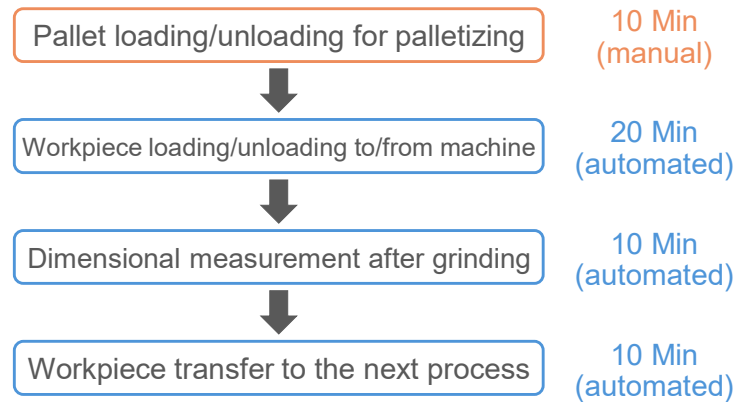 Pallet loading/unloading for palletizing
10 Min
(manual)
Workpiece loading/unloading to/from machine
20 Min
(automated)
Dimensional measurement after grinding
10 Min
(automated)
Workpiece transfer to the next process
10 Min
(automated)